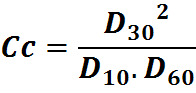 Cc = D₃₀² / D₁₀. D₆₀